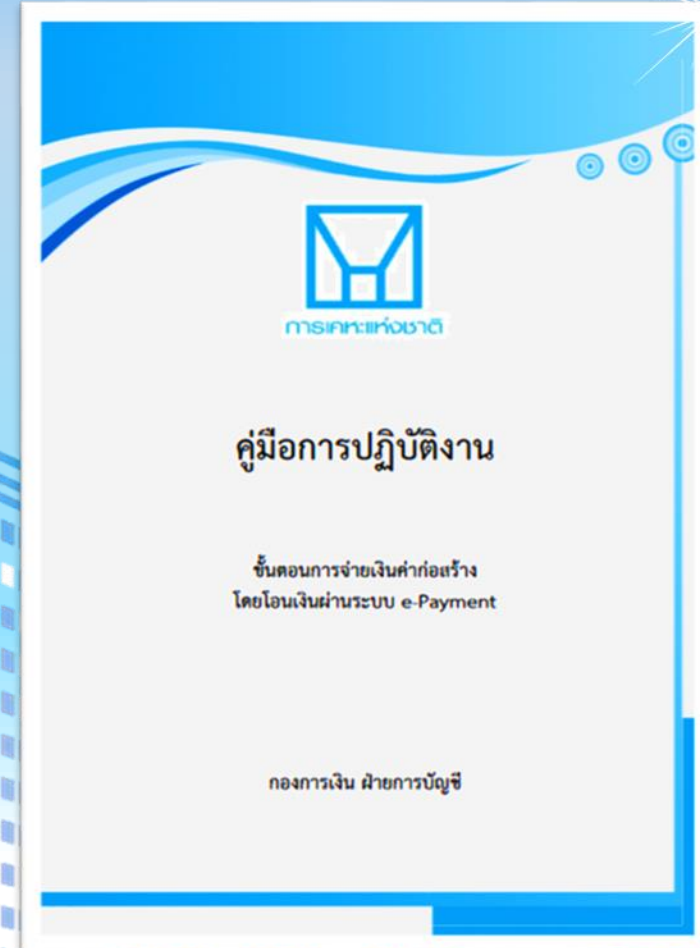 การเคหะแห่งชาติ
คู่มือการปฏิบัติงาน
ขั้นตอนการจ่ายเงินค่าก่อสร้าง
โดยโอนเงินผ่านระบบ e-Payment
กองการเงิน ฝ่ายการบัญชี